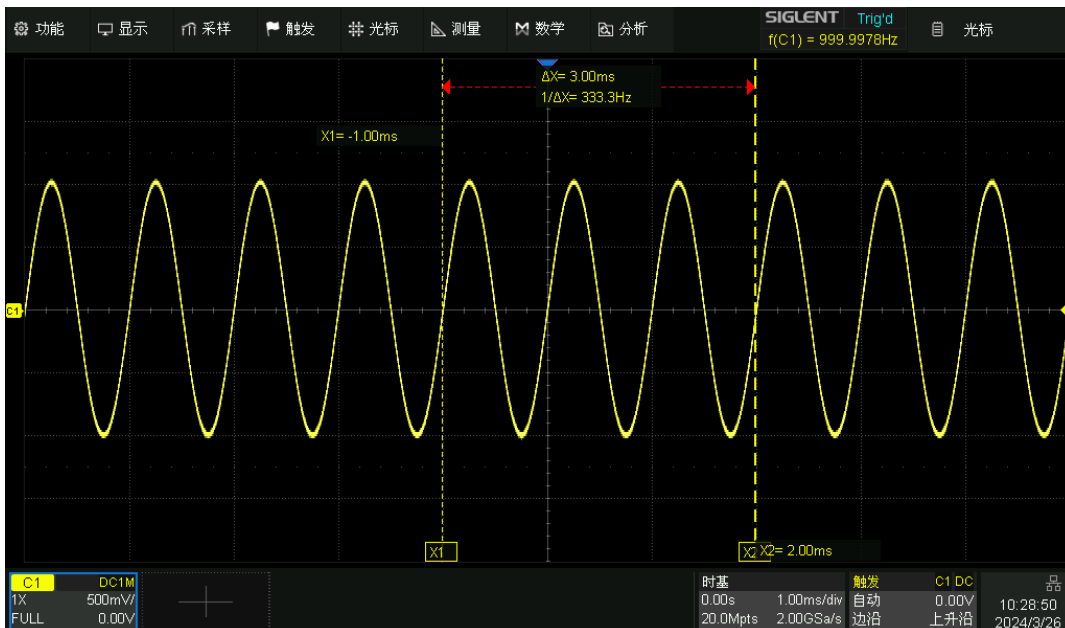 功能 显示 采样 触发 光标 测量 数学 分析 SIGLENT Trig'd 光标
f(C1) = 999.9978Hz
ΔX= 3.00ms
1/ΔX= 333.3Hz
X1= -1.00ms
C1
X1 X2 X2= 2.00ms
C1 DC1M
1X 500mV/
FULL 0.00V
时基
0.00s 1.00ms/div
20.0Mpts 2.00GSa/s
触发 C1 DC
自动 0.00V
边沿 上升沿
10:28:50
2024/3/26